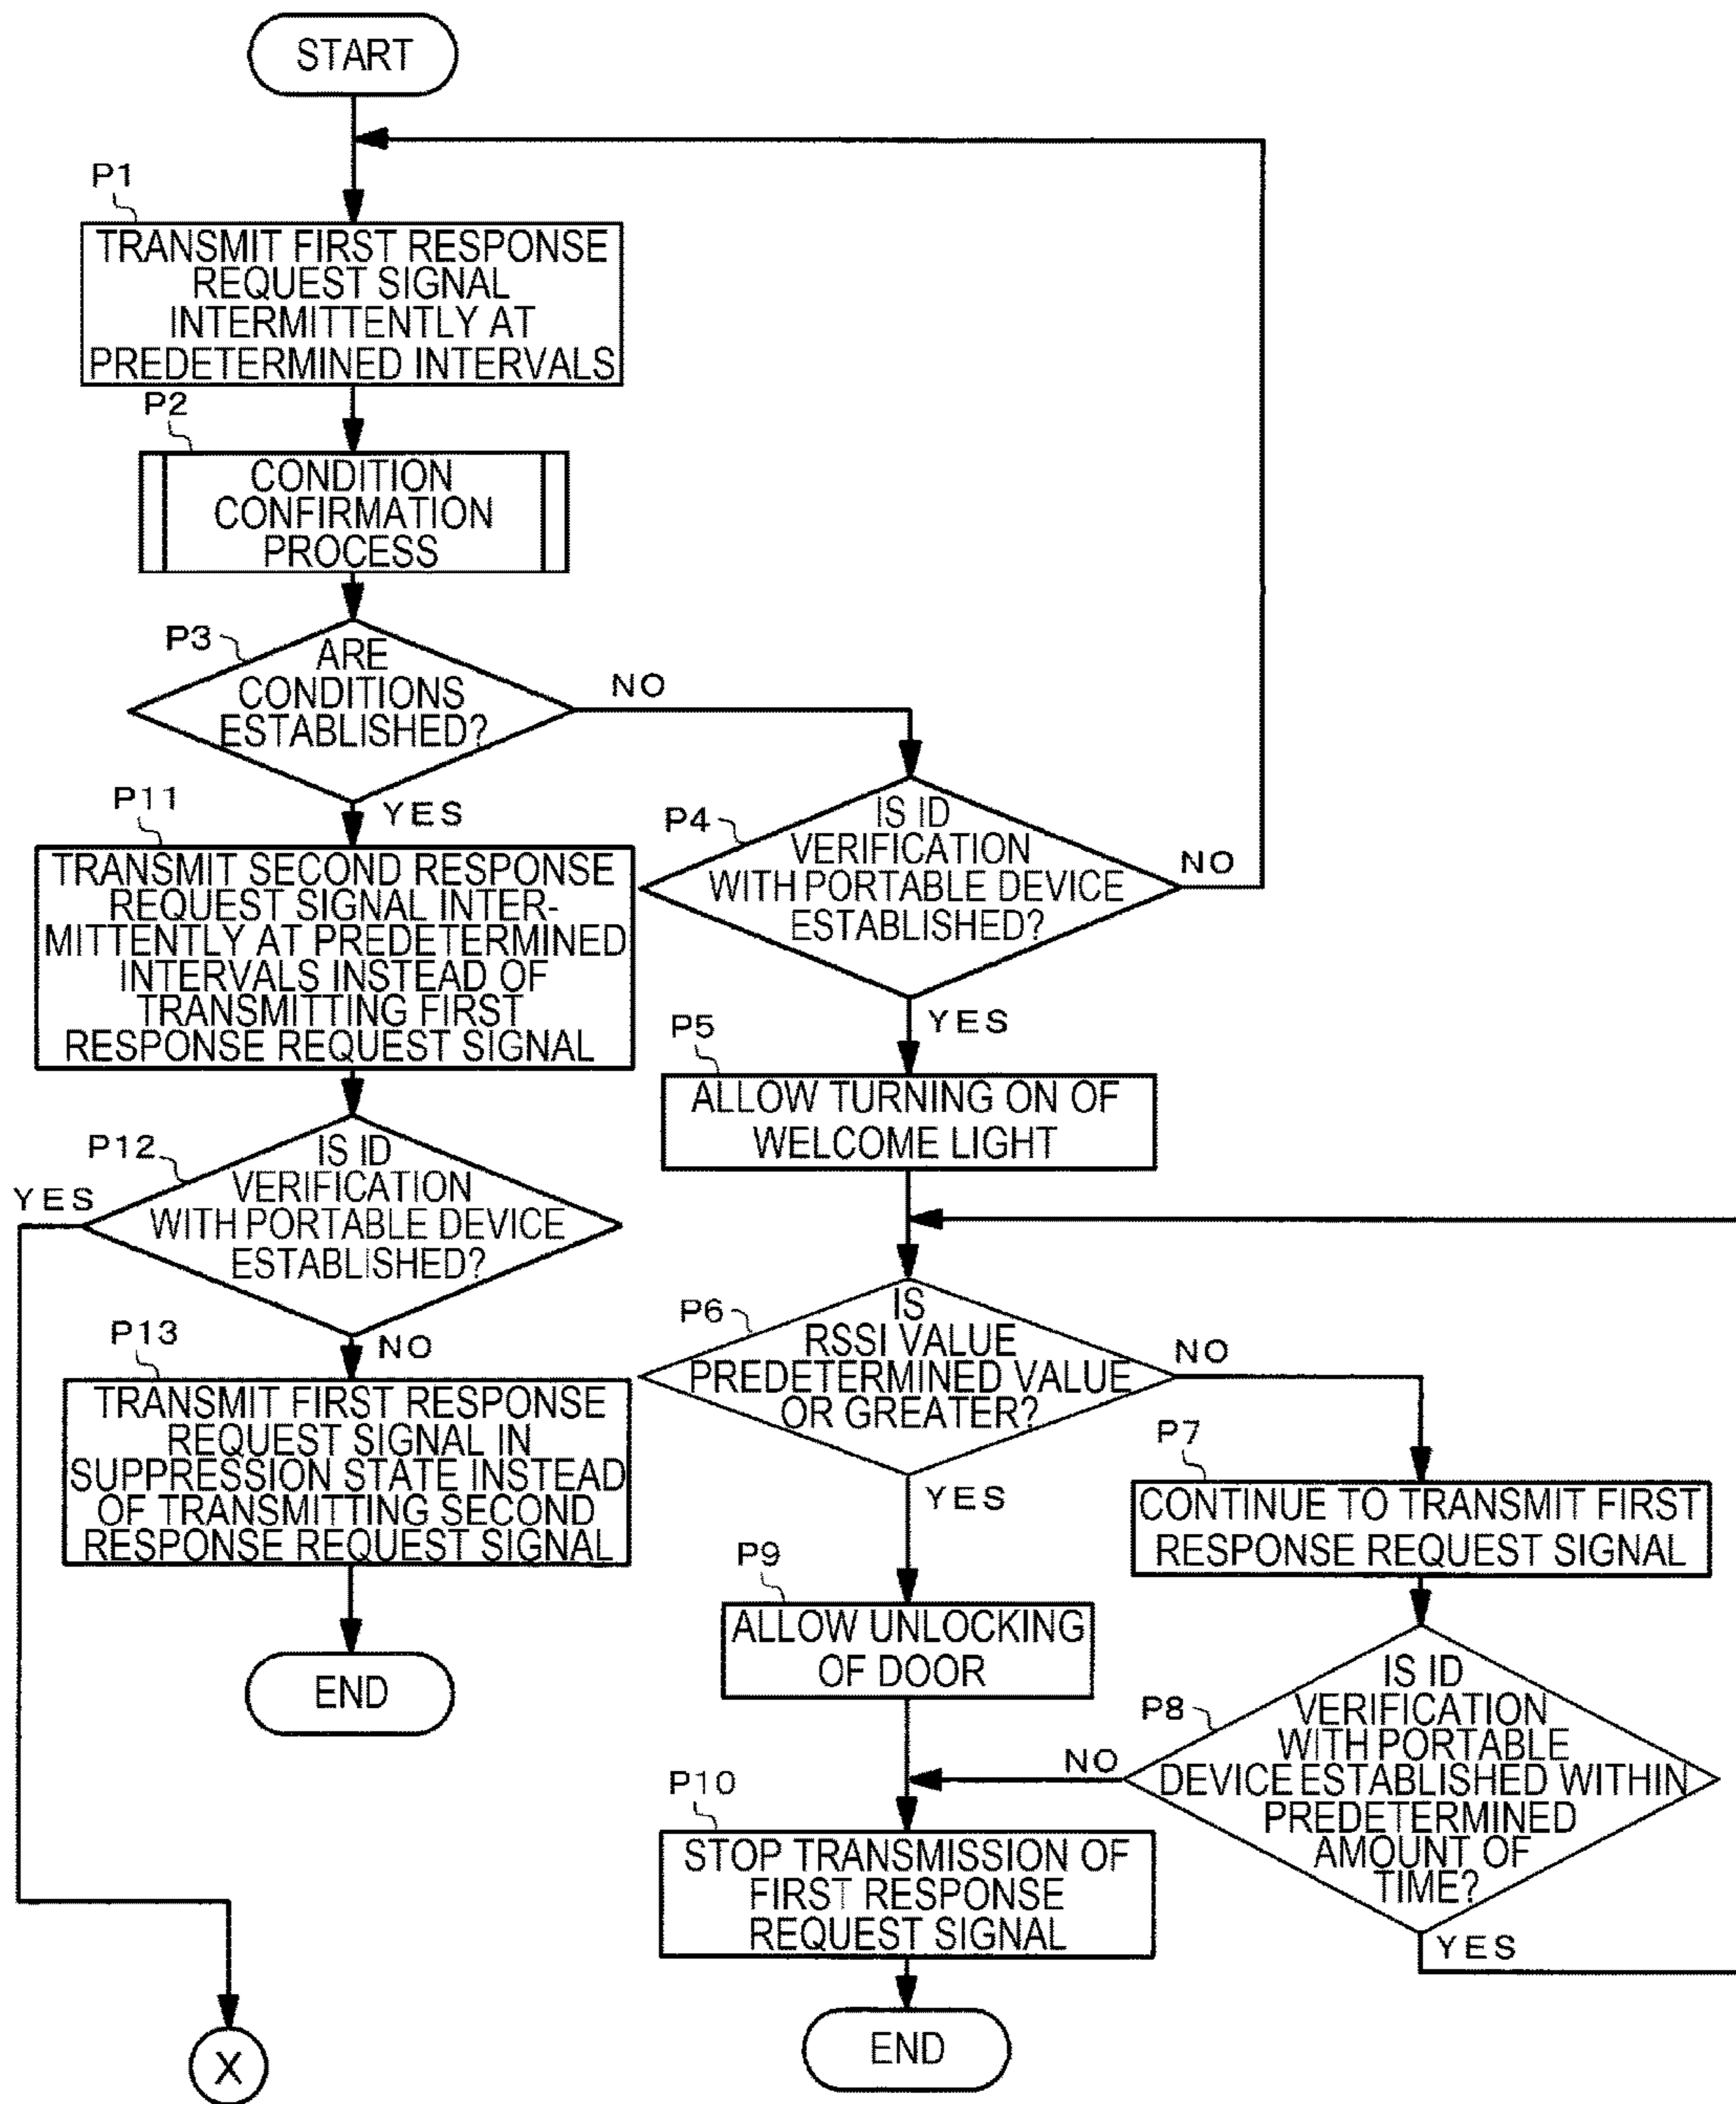 START
P1
TRANSMIT FIRST RESPONSE
REQUEST SIGNAL
INTERMITTENTLY AT
PREDETERMINED INTERVALS
P2
CONDITION
CONFIRMATION
PROCESS
P3
ARE
CONDITIONS
ESTABLISHED?
NO
YES
P4
IS ID
VERIFICATION
WITH PORTABLE DEVICE
ESTABLISHED?
NO
YES
P5
ALLOW TURNING ON OF
WELCOME LIGHT
P6
IS
RSSI VALUE
PREDETERMINED VALUE
OR GREATER?
NO
YES
P7
CONTINUE TO TRANSMIT FIRST
RESPONSE REQUEST SIGNAL
P8
IS ID
VERIFICATION
WITH PORTABLE
DEVICE ESTABLISHED WITHIN
PREDETERMINED
AMOUNT OF
TIME?
NO
YES
P9
ALLOW UNLOCKING
OF DOOR
P10
STOP TRANSMISSION OF
FIRST RESPONSE
REQUEST SIGNAL
END
P11
TRANSMIT SECOND RESPONSE
REQUEST SIGNAL INTER-
MITTENTLY AT PREDETERMINED
INTERVALS INSTEAD OF
TRANSMITTING FIRST
RESPONSE REQUEST SIGNAL
P12
IS ID
VERIFICATION
WITH PORTABLE DEVICE
ESTABLISHED?
YES
NO
P13
TRANSMIT FIRST RESPONSE
REQUEST SIGNAL IN
SUPPRESSION STATE INSTEAD
OF TRANSMITTING SECOND
RESPONSE REQUEST SIGNAL
END
X